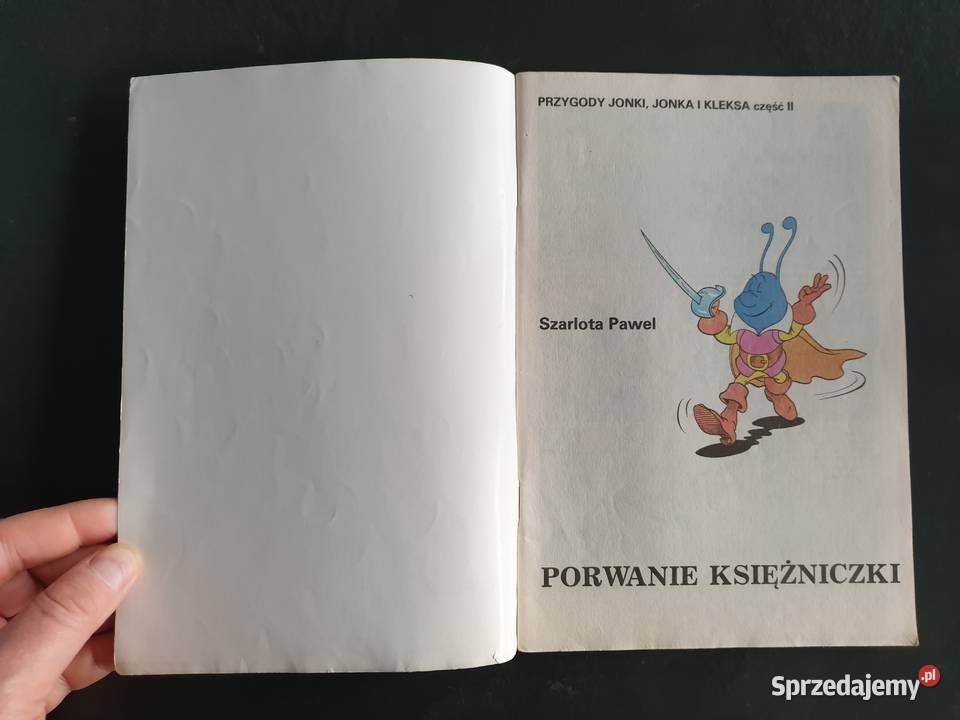 PRZYGODY JONKI, JONKA I KLEKSA część II
Szarlota Pawel
PORWANIE KSIĘŻNICZKI
Sprzedajemy.pl